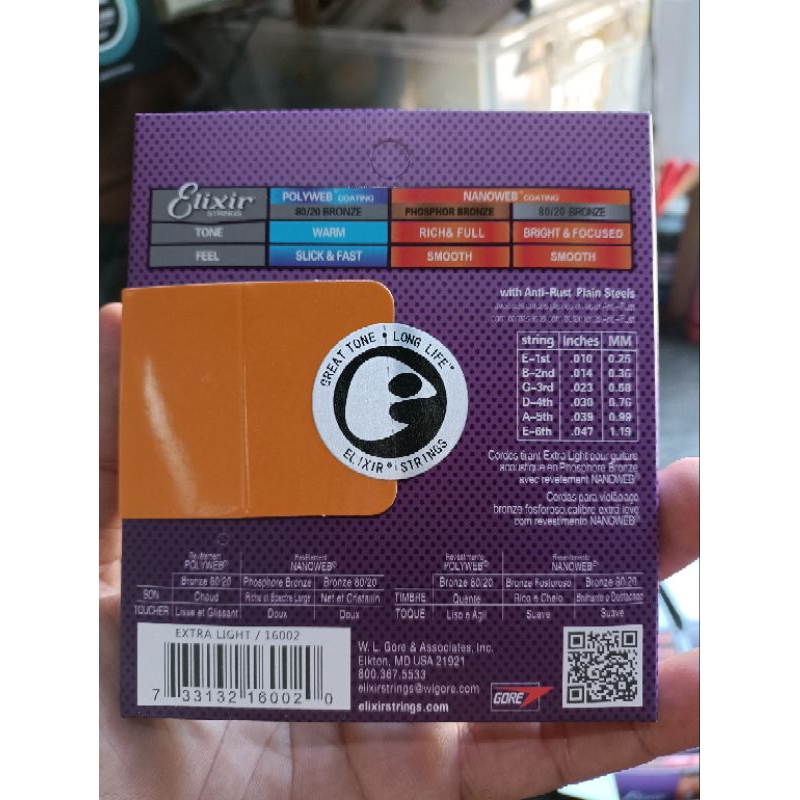 Elixir STRINGS POLYWEB™ COATING NANOWEB™ COATING
80/20 BRONZE PHOSPHOR BRONZE 80/20 BRONZE
TONE WARM RICH & FULL BRIGHT & FOCUSED
FEEL SLICK & FAST SMOOTH SMOOTH
with Anti-Rust Plain Steels
string inches MM
E-1st .010 0.25
B-2nd .014 0.36
G-3rd .023 0.58
D-4th .030 0.76
A-5th .039 0.99
E-6th .047 1.19
GREAT TONE • LONG LIFE™
ELIXIR® STRINGS
Cordes tirant Extra Light pour guitare
acoustique en Phosphore Bronze
avec revetement NANOWEB®
Cordas para violão aço
bronze fosforoso, calibre extra leve
com revestimento NANOWEB®
POLYWEB® NANOWEB® POLYWEB® NANOWEB®
Bronze 80/20 Phosphore Bronze Bronze 80/20 Bronze 80/20 Bronze Fosforoso Bronze 80/20
SON Chaud Riche et Spectre Large Net et Cristallin TIMBRE Quente Rico e Cheio Brilhante e Destacado
TOUCHER Lisse et Glissant Doux Doux TOQUE Liso e Ágil Suave Suave
EXTRA LIGHT / 16002
7 33132 16002 0
W. L. Gore & Associates, Inc.
Elkton, MD USA 21921
800.367.5533
elixirstrings@wlgore.com
elixirstrings.com
GORE